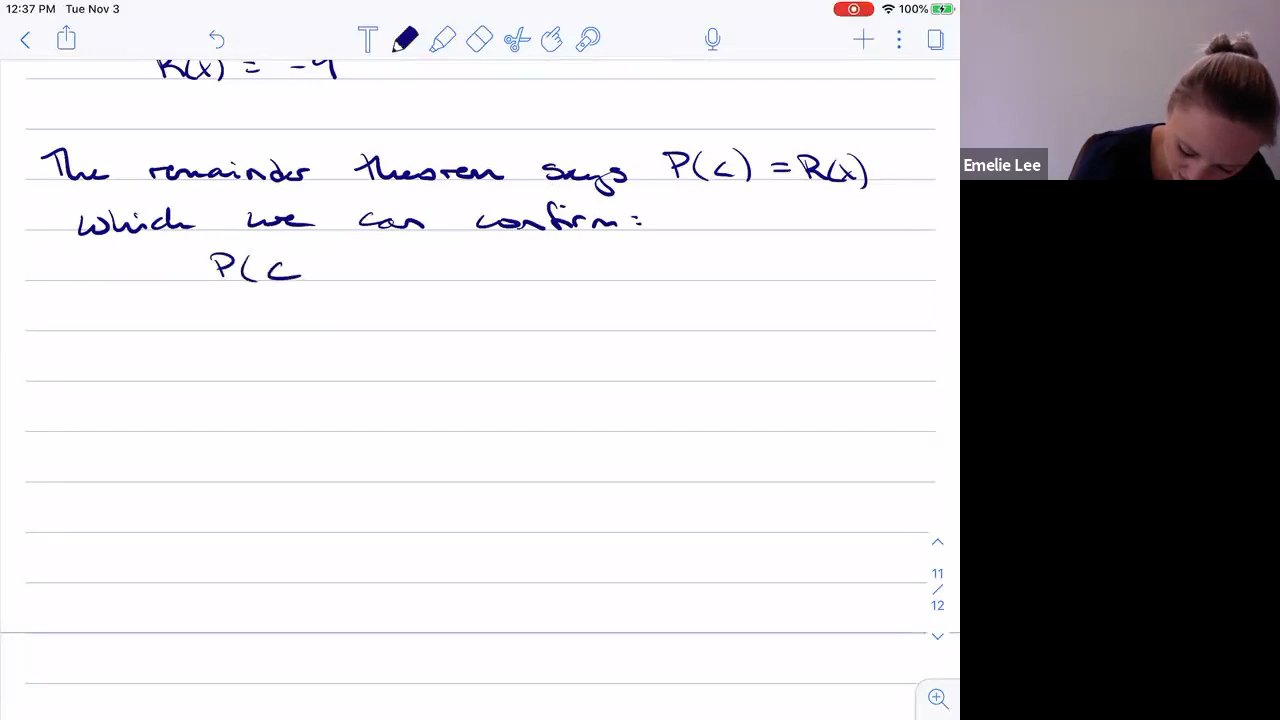 12:37 PM Tue Nov 3
100%
T
The remainder theorem says P(c) = R(x)
which we can confirm:
P(c
Emelie Lee
11
/
12